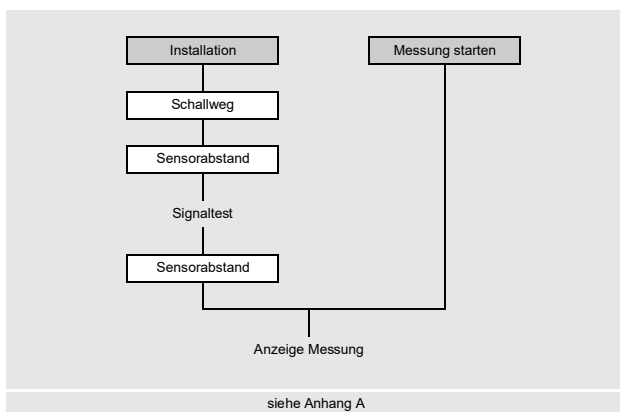 Installation
Messung starten
Schallweg
Sensorabstand
Signaltest
Sensorabstand
Anzeige Messung
siehe Anhang A